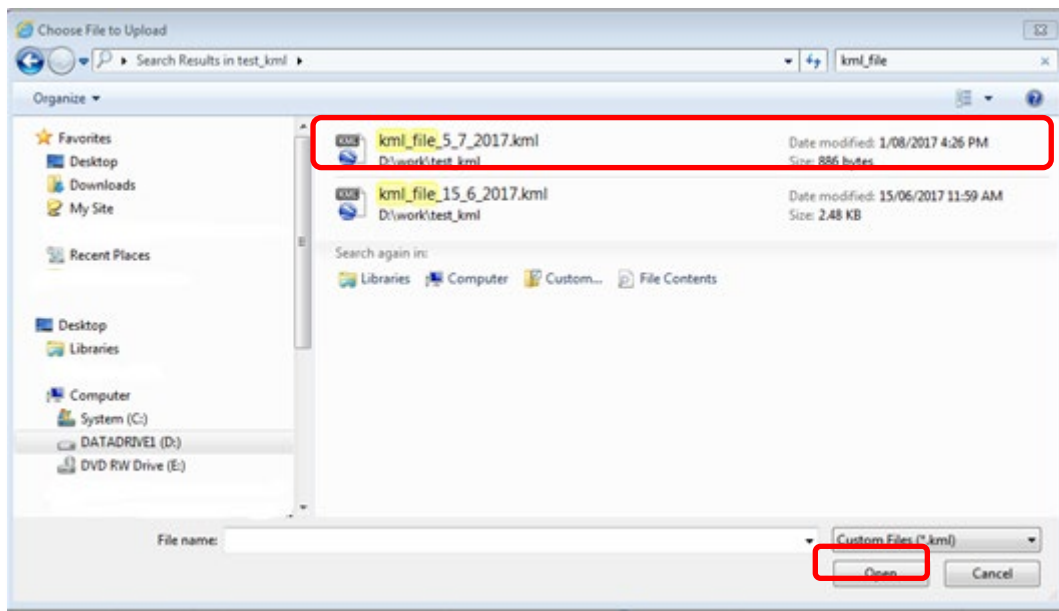 Choose File to Upload
Search Results in test_kml
kml_file
Organize
Favorites
Desktop
Downloads
My Site
Recent Places
Desktop
Libraries
Computer
System (C:)
DATADRIVE1 (D:)
DVD RW Drive (E:)
kml_file_5_7_2017.kml
D:\work\test_kml
Date modified: 1/08/2017 4:26 PM
Size: 886 bytes
kml_file_15_6_2017.kml
D:\work\test_kml
Date modified: 15/06/2017 11:59 AM
Size: 2.48 KB
Search again in:
Libraries Computer Custom... File Contents
File name:
Custom Files (*.kml)
Open Cancel